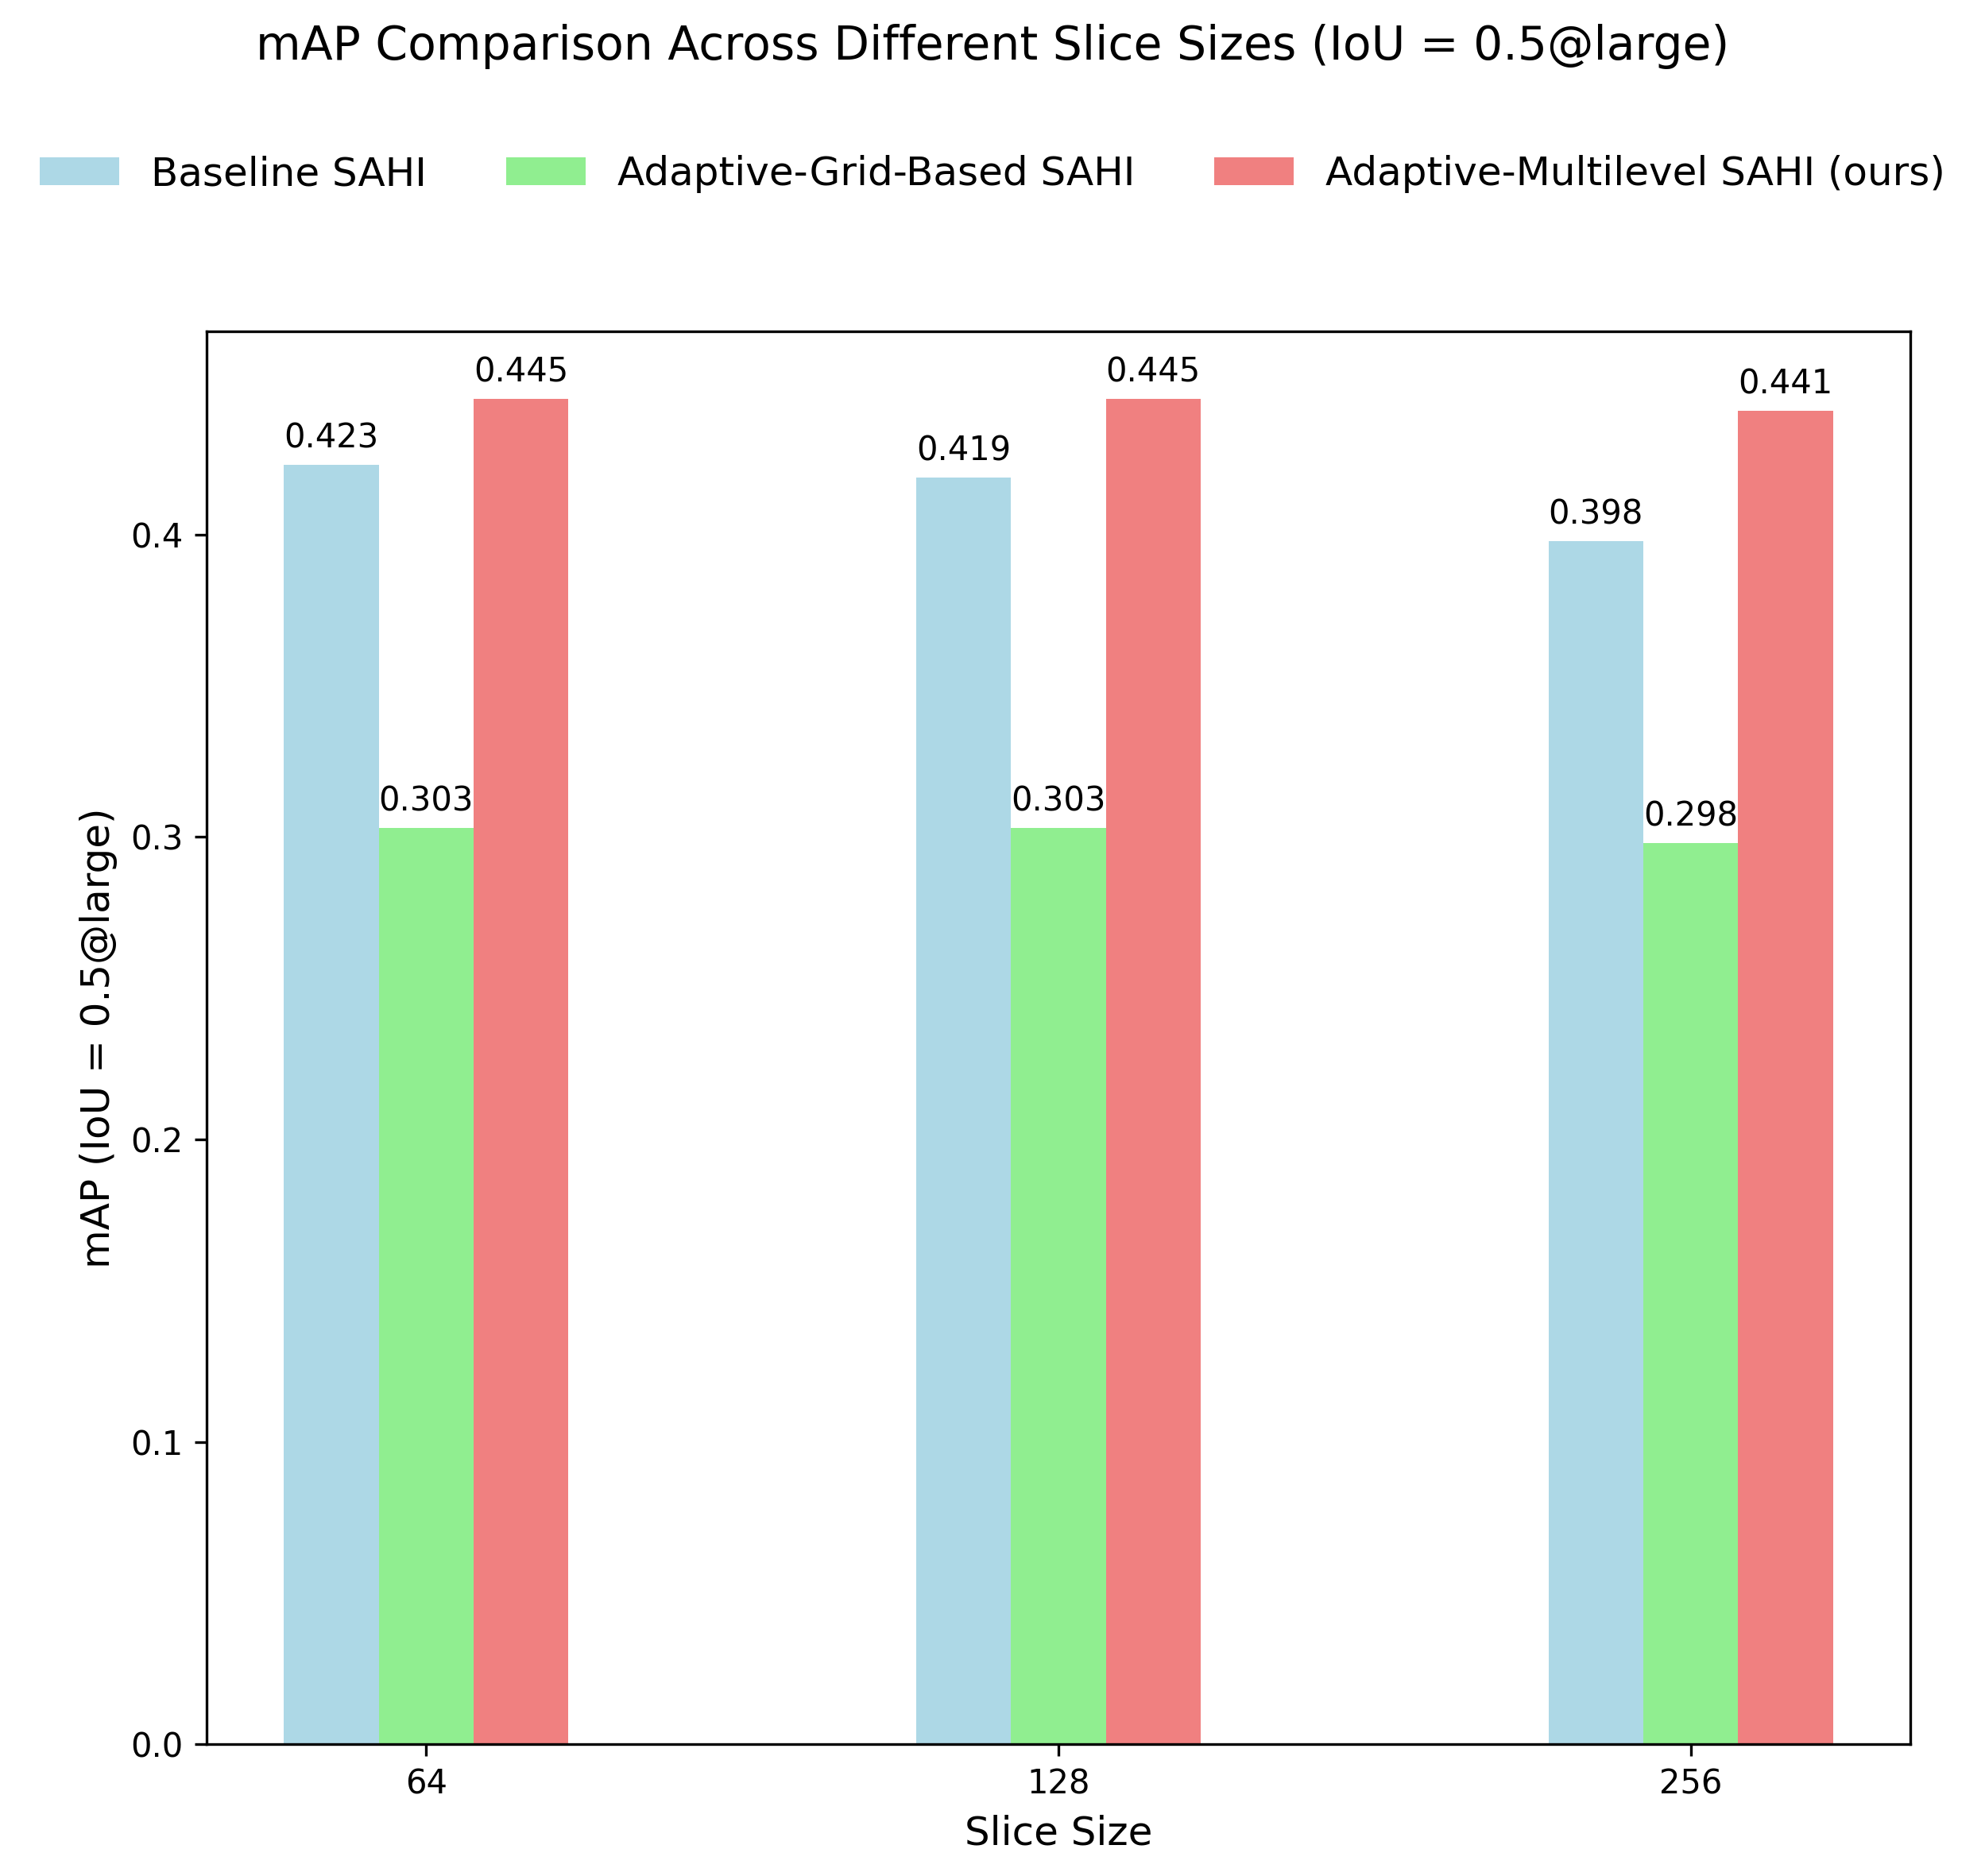 mAP Comparison Across Different Slice Sizes (IoU = 0.5@large)
Baseline SAHI
Adaptive-Grid-Based SAHI
Adaptive-Multilevel SAHI (ours)
mAP (IoU = 0.5@large)
0.4
0.3
0.2
0.1
0.0
0.423
0.303
0.445
0.419
0.303
0.445
0.398
0.298
0.441
64
128
256
Slice Size